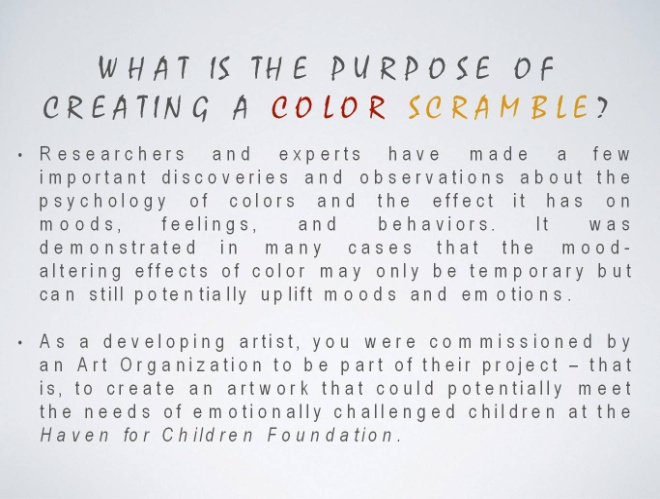 WHAT IS THE PURPOSE OF
CREATING A COLOR SCRAMBLE?
• Researchers and experts have made a few
important discoveries and observations about the
psychology of colors and the effect it has on
moods, feelings, and behaviors. It was
demonstrated in many cases that the mood-
altering effects of color may only be temporary but
can still potentially uplift moods and emotions.
• As a developing artist, you were commissioned by
an Art Organization to be part of their project – that
is, to create an artwork that could potentially meet
the needs of emotionally challenged children at the
Haven for Children Foundation.